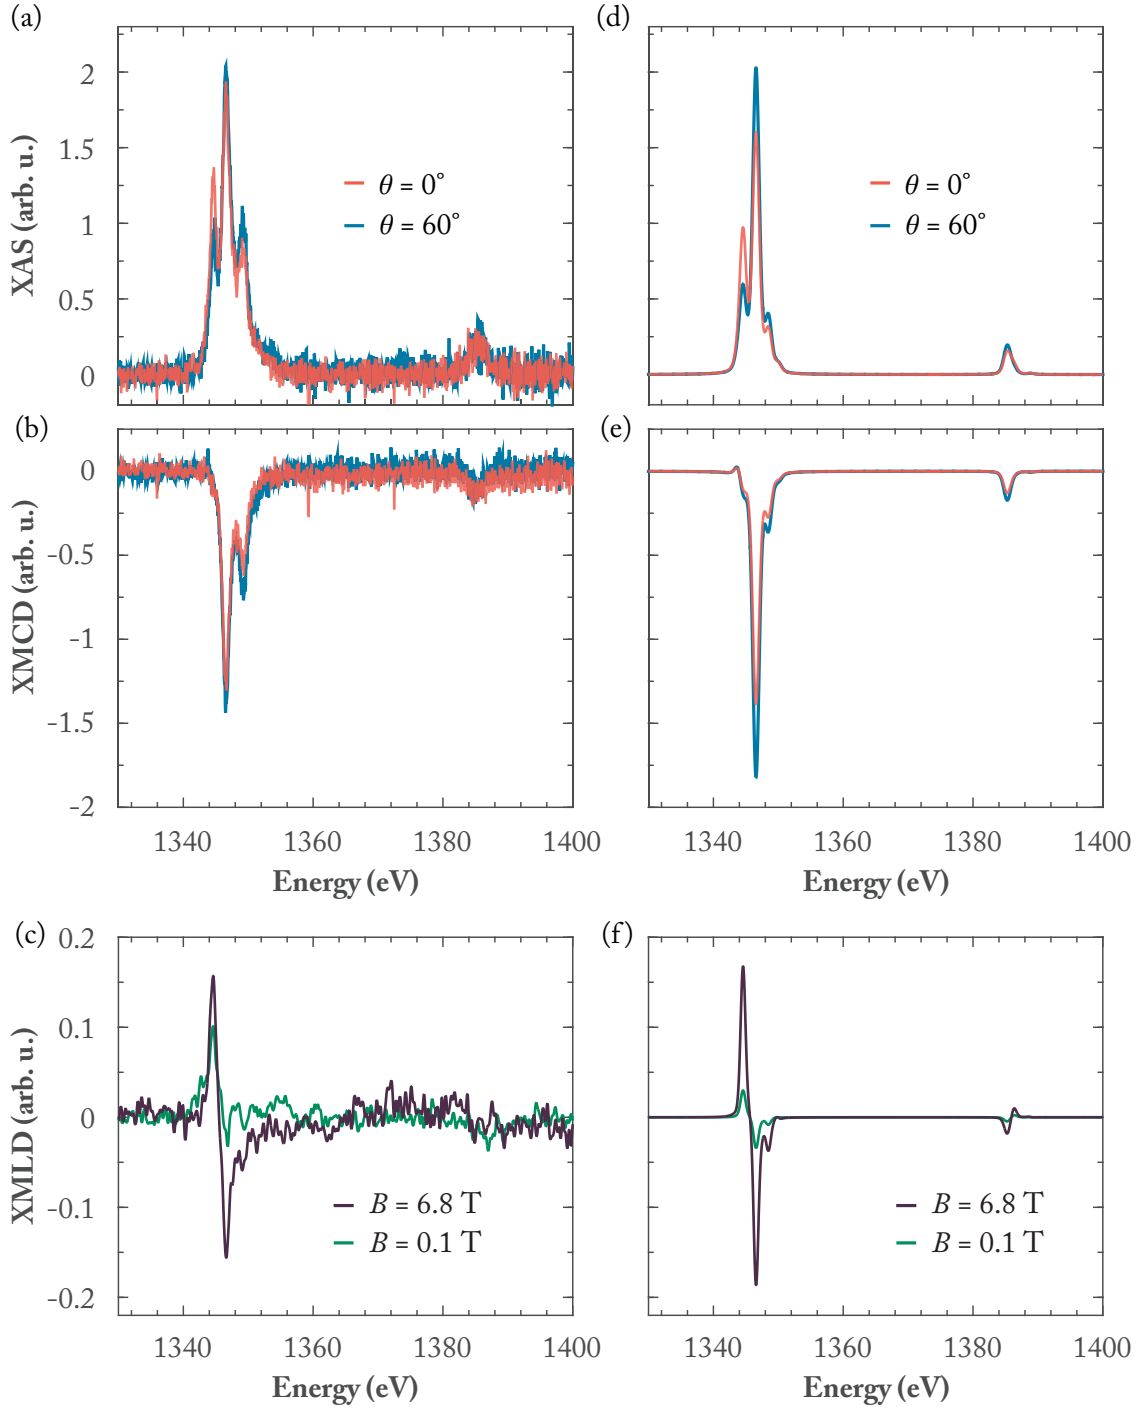 (a)
XAS (arb. u.)
2
1.5
1
0.5
0
θ = 0°
θ = 60°
(d)
θ = 0°
θ = 60°
(b)
XMCD (arb. u.)
0
-0.5
-1
-1.5
-2
1340 1360 1380 1400
Energy (eV)
(e)
1340 1360 1380 1400
Energy (eV)
(c)
XMLD (arb. u.)
0.2
0.1
0
-0.1
-0.2
B = 6.8 T
B = 0.1 T
1340 1360 1380 1400
Energy (eV)
(f)
B = 6.8 T
B = 0.1 T
1340 1360 1380 1400
Energy (eV)